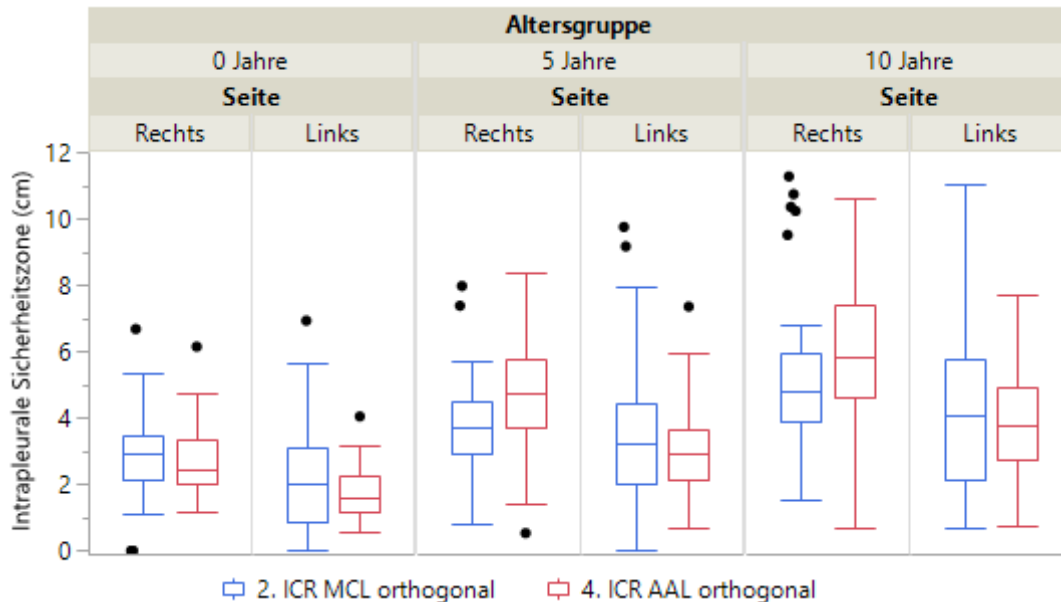 Altersgruppe
0 Jahre 5 Jahre 10 Jahre
Seite Seite Seite
Rechts Links Rechts Links Rechts Links
Intrapleurale Sicherheitszone (cm)
12
10
8
6
4
2
0
2. ICR MCL orthogonal 4. ICR AAL orthogonal